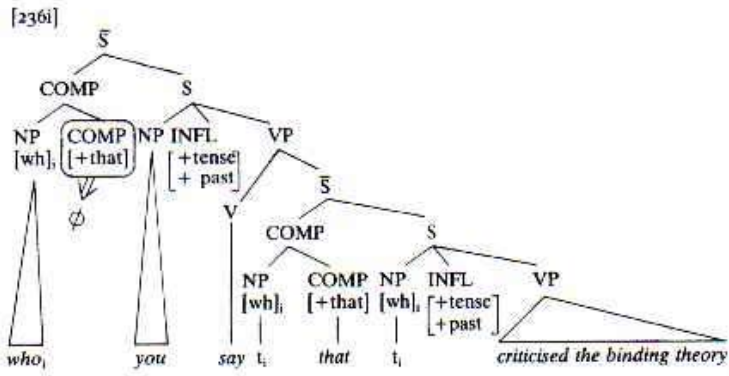 [236i]
S̄
COMP S
NP COMP NP INFL VP
[wh]ᵢ [+that] [+tense
+ past]
∅ V S̄
COMP S
NP COMP NP INFL VP
[wh]ᵢ [+that] [wh]ᵢ [+tense
+past]
whoᵢ you say tᵢ that tᵢ criticised the binding theory